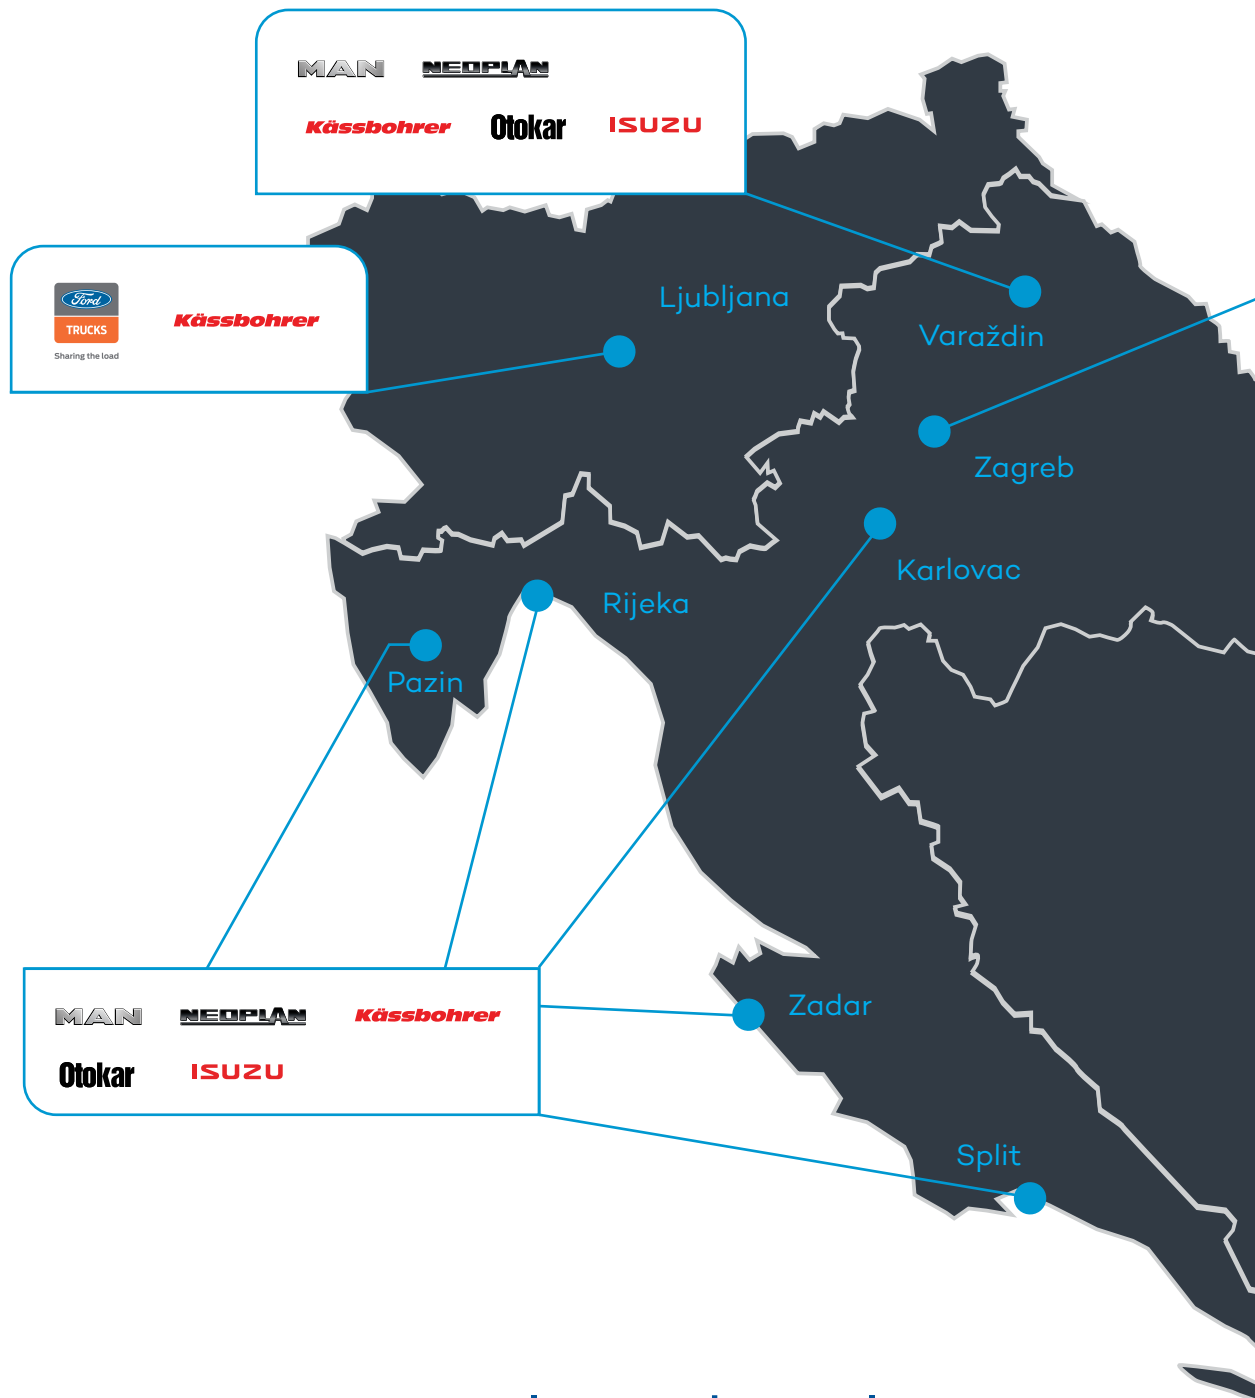 MAN NEOPLAN
Kässbohrer Otokar ISUZU
Ford
TRUCKS
Sharing the load
Kässbohrer
Ljubljana
Varaždin
Zagreb
Karlovac
Rijeka
Pazin
MAN NEOPLAN Kässbohrer
Otokar ISUZU
Zadar
Split